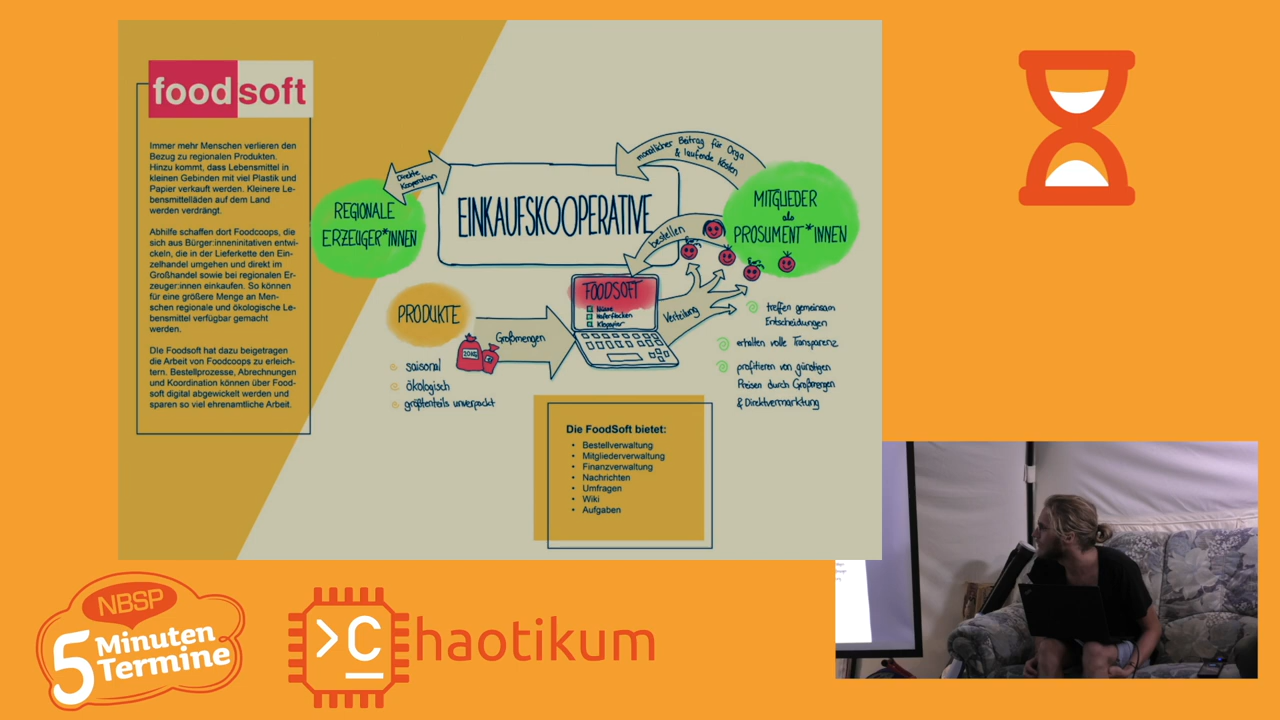 foodsoft
Immer mehr Menschen verlieren den
Bezug zu regionalen Produkten.
Hinzu kommt, dass Lebensmittel in
kleinen Gebinden mit viel Plastik und
Papier verkauft werden. Kleinere Le-
bensmittelläden auf dem Land
werden verdrängt.
Abhilfe schaffen dort Foodcoops, die
sich aus Bürger:inneninitativen entwi-
ckeln, die in der Lieferkette den Ein-
zelhandel umgehen und direkt im
Großhandel sowie bei regionalen Er-
zeuger:innen einkaufen. So können
für eine größere Menge an Men-
schen regionale und ökologische Le-
bensmittel verfügbar gemacht
werden.
Die Foodsoft hat dazu beigetragen
die Arbeit von Foodcoops zu erleich-
tern. Bestellprozesse, Abrechnungen
und Koordination können über Food-
soft digital abgewickelt werden und
sparen so viel ehrenamtliche Arbeit.
REGIONALE
ERZEUGER*INNEN
Direkte
Kooperation
EINKAUFSKOOPERATIVE
monatlicher Beitrag für Orga
& laufende Kosten
MITGLIEDER
als
PROSUMENT*INNEN
bestellen
FOODSOFT
Nüsse
Haferflocken
Klopapier
Verteilung
PRODUKTE
20 KG
Großmengen
saisonal
ökologisch
größtenteils unverpackt
treffen gemeinsam
Entscheidungen
erhalten volle Transparenz
profitieren von günstigen
Preisen durch Großmengen
& Direktvermarktung
Die FoodSoft bietet:
• Bestellverwaltung
• Mitgliederverwaltung
• Finanzverwaltung
• Nachrichten
• Umfragen
• Wiki
• Aufgaben
NBSP
5 Minuten
Termine
>C_haotikum